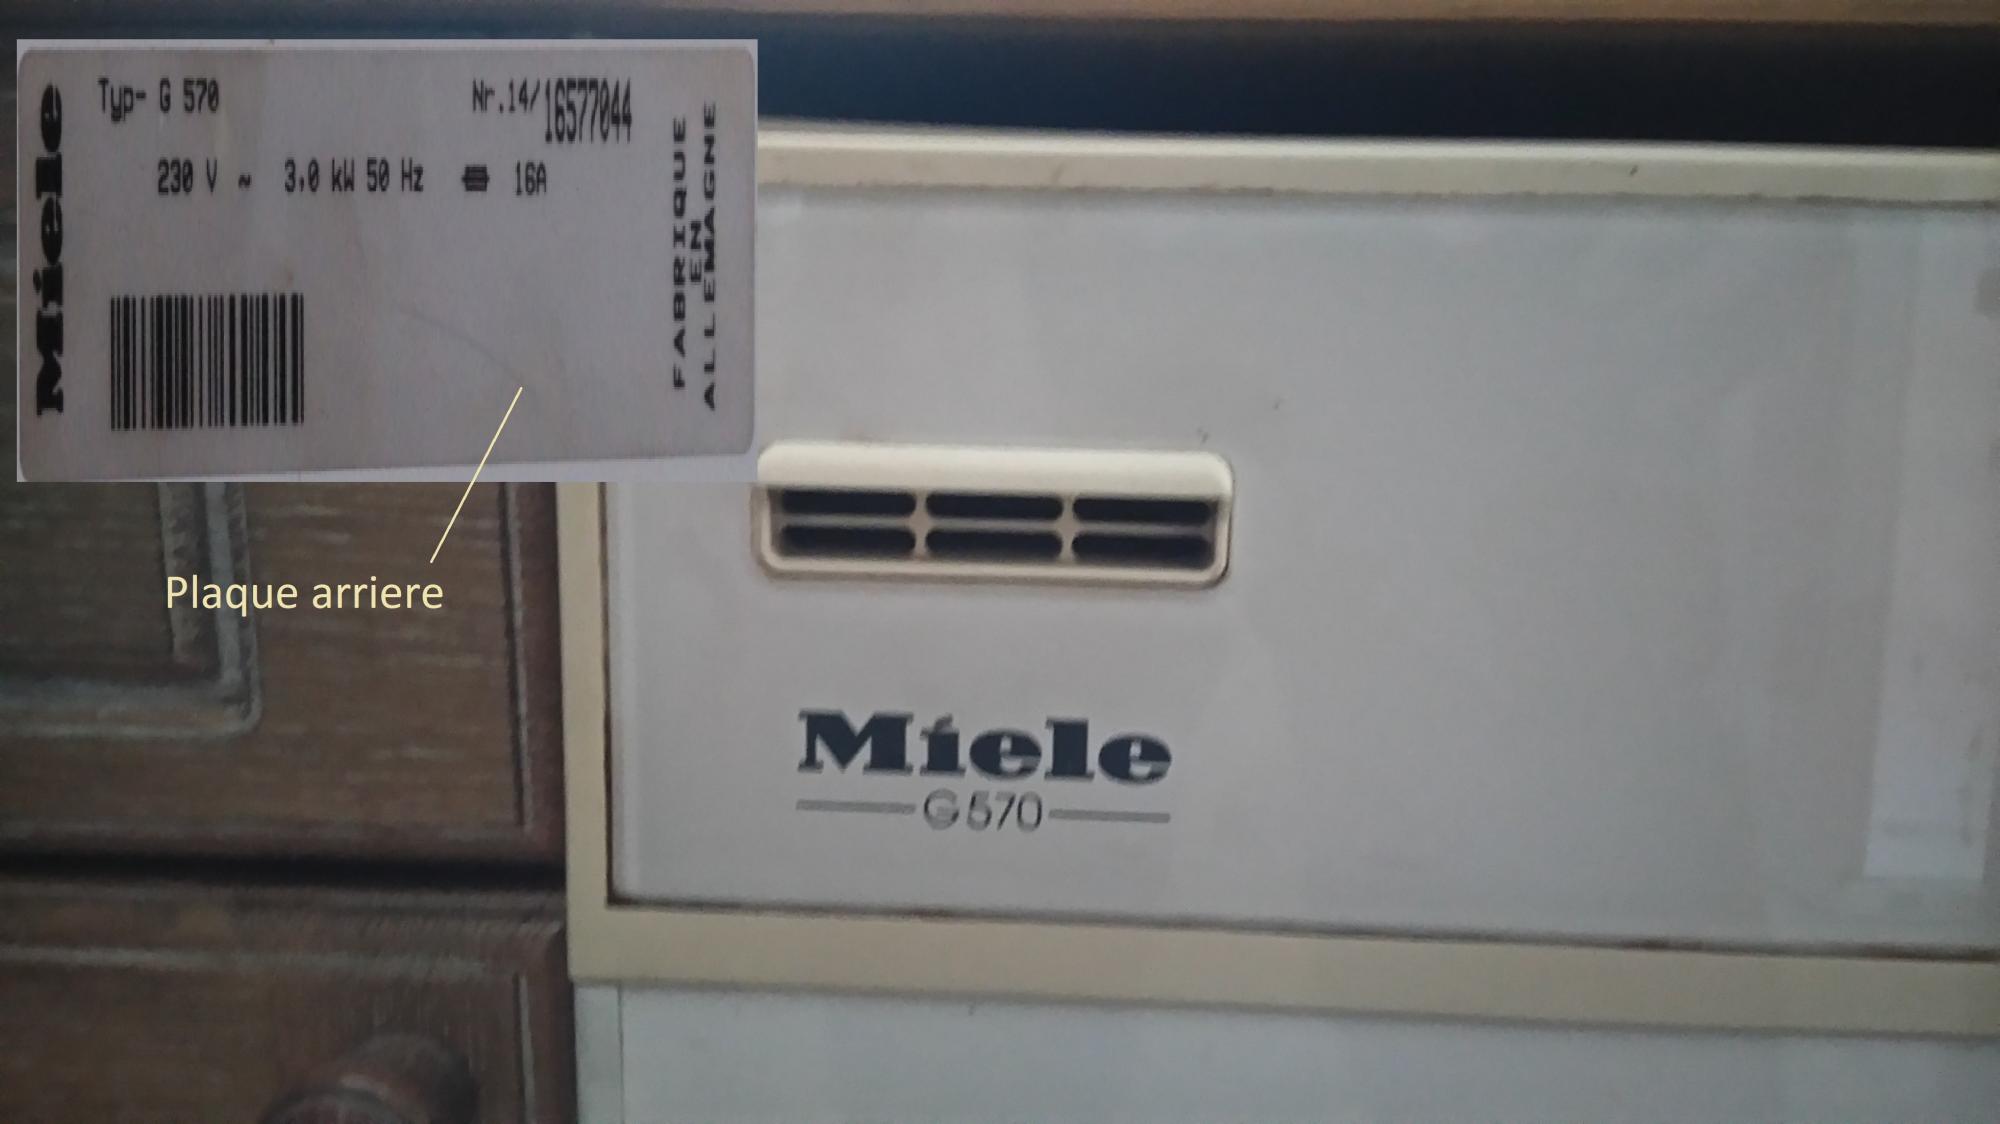 Miele
Typ- G 570
Nr.14/16577044
230 V ~ 3.0 kW 50 Hz 16A
FABRIQUE
EN
ALLEMAGNE
Plaque arriere
Miele
G570